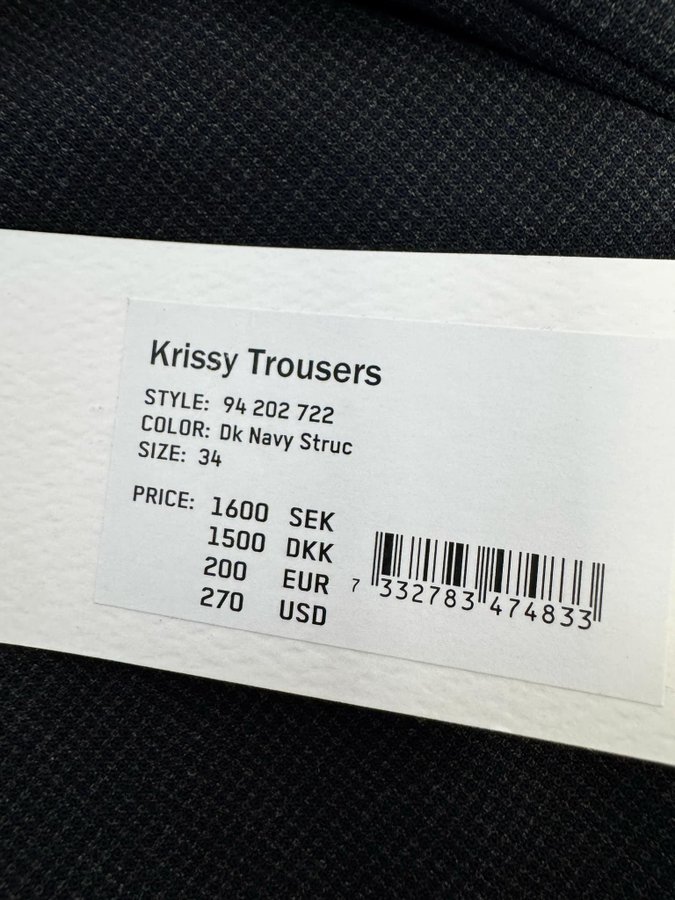 Krissy Trousers
STYLE: 94 202 722
COLOR: Dk Navy Struc
SIZE: 34
PRICE: 1600 SEK
1500 DKK
200 EUR
270 USD
7 332783 474833